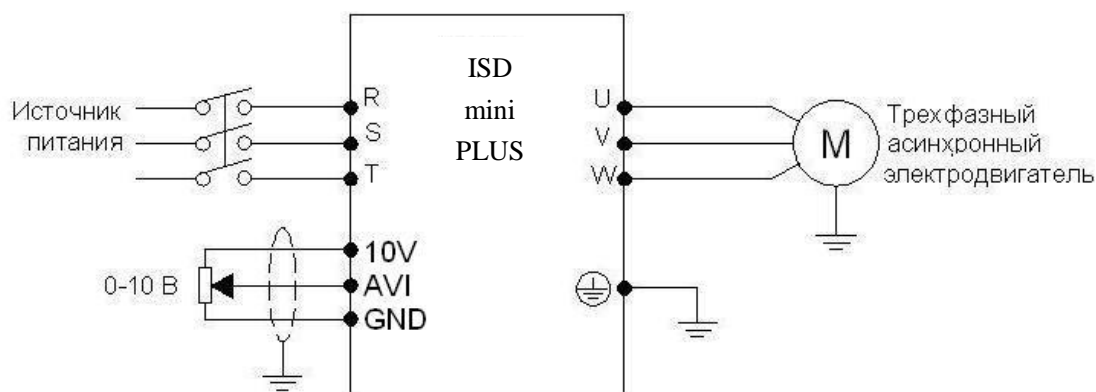 ISD
mini
PLUS
Источник
питания
R
S
T
U
V
W
M
Трехфазный
асинхронный
электродвигатель
0-10 В
10V
AVI
GND